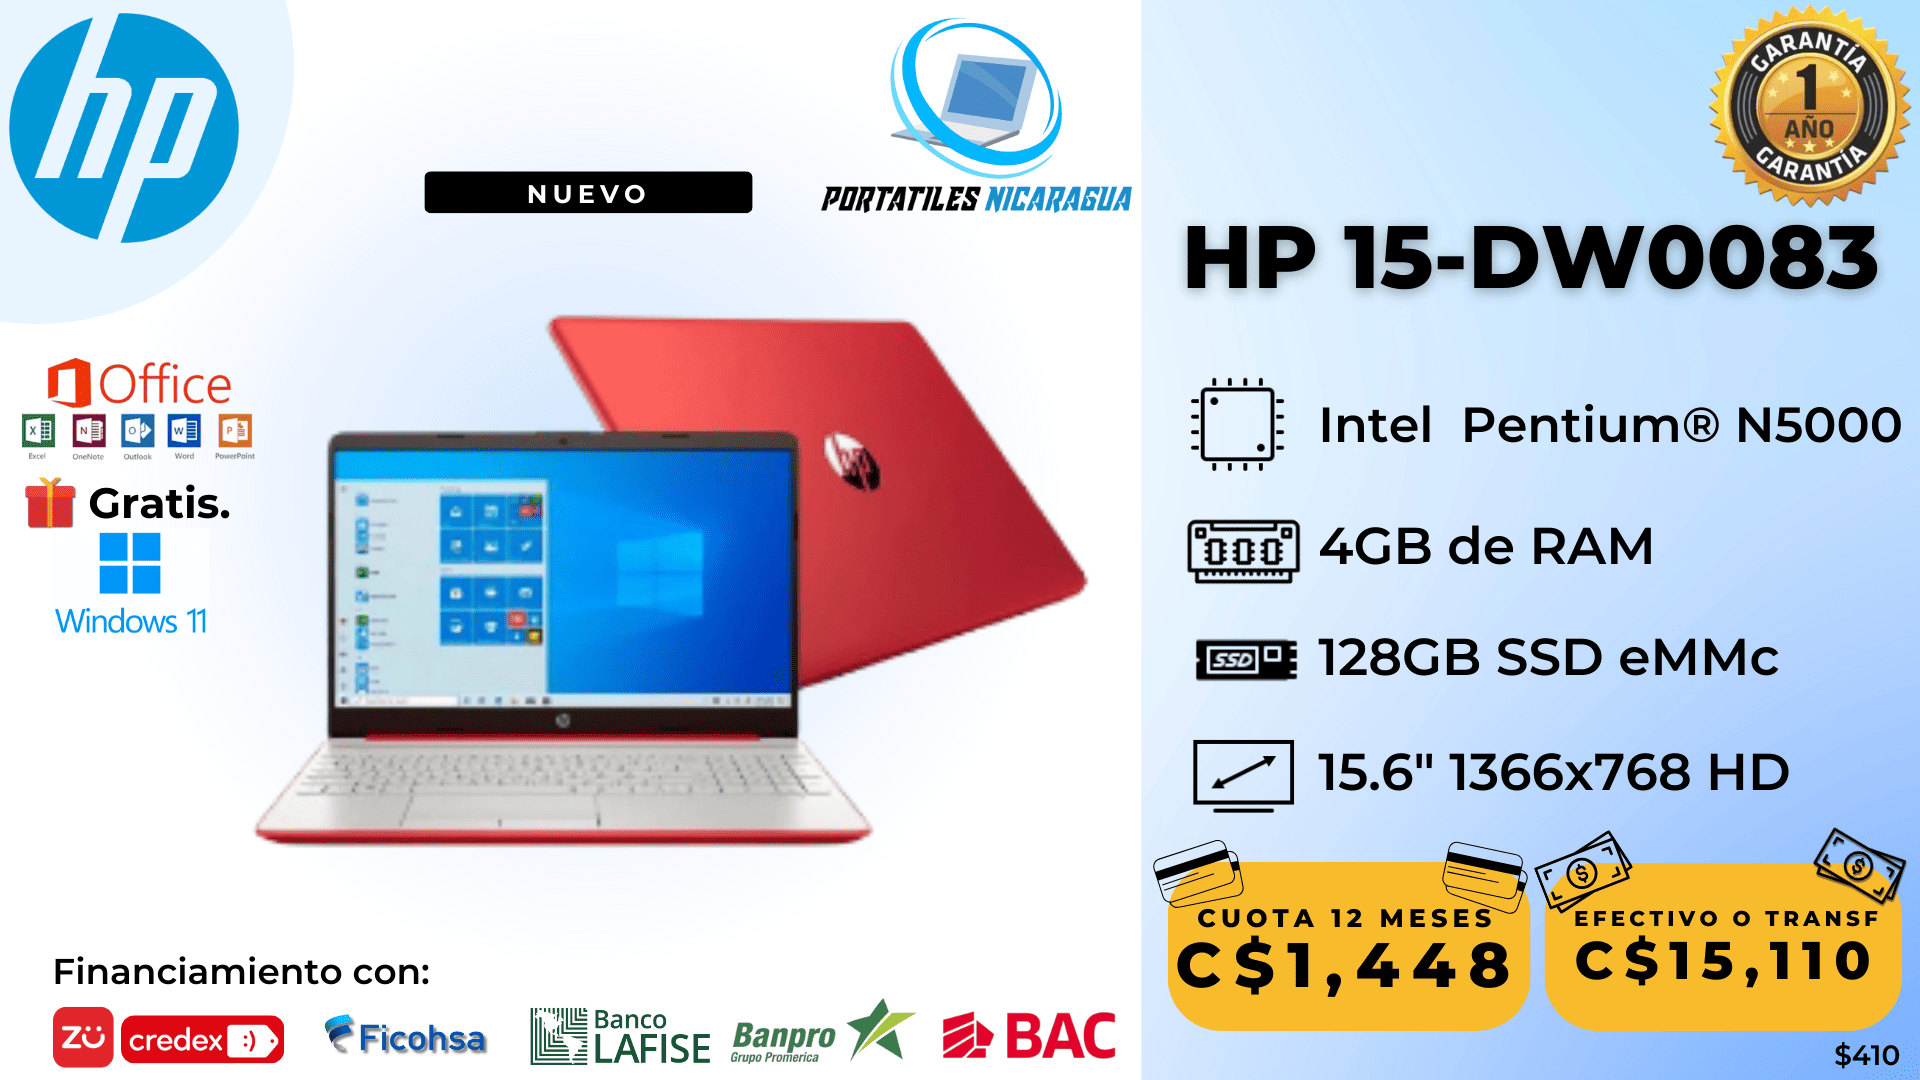 hp
NUEVO
PORTATILES NICARAGUA
GARANTÍA
1
AÑO
GARANTÍA
HP 15-DW0083
Office
Excel
OneNote
Outlook
Word
PowerPoint
Gratis.
Windows 11
hp
Intel Pentium® N5000
4GB de RAM
SSD
128GB SSD eMMc
15.6" 1366x768 HD
CUOTA 12 MESES
C$1,448
EFECTIVO O TRANSF
C$15,110
$410
Financiamiento con:
zū
credex :)
Ficohsa
Banco
LAFISE
Banpro
Grupo Promerica
BAC